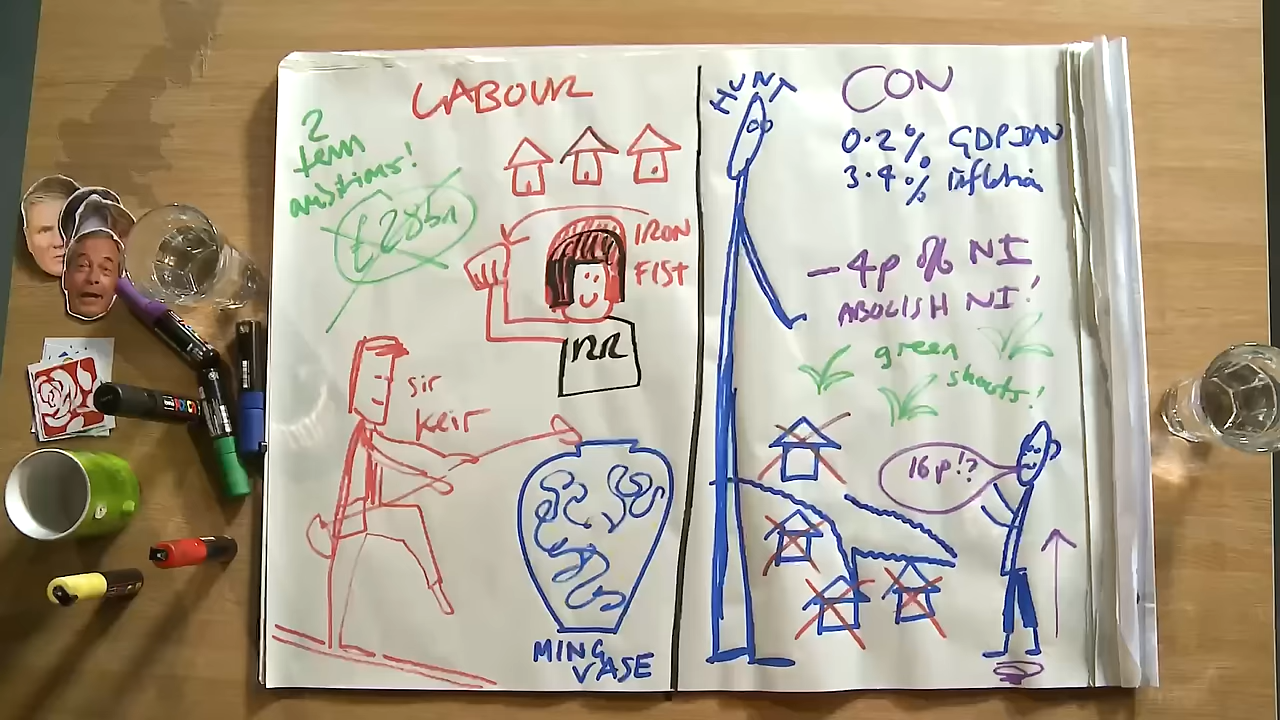 LABOUR
2
term
ambitions!
£28bn
IRON
FIST
RR
sir
Keir
MING
VASE
HUNT
CON
0.2% GDP JAN
3.4% inflation
-4p % NI
ABOLISH NI!
green
shoots!
16p!?